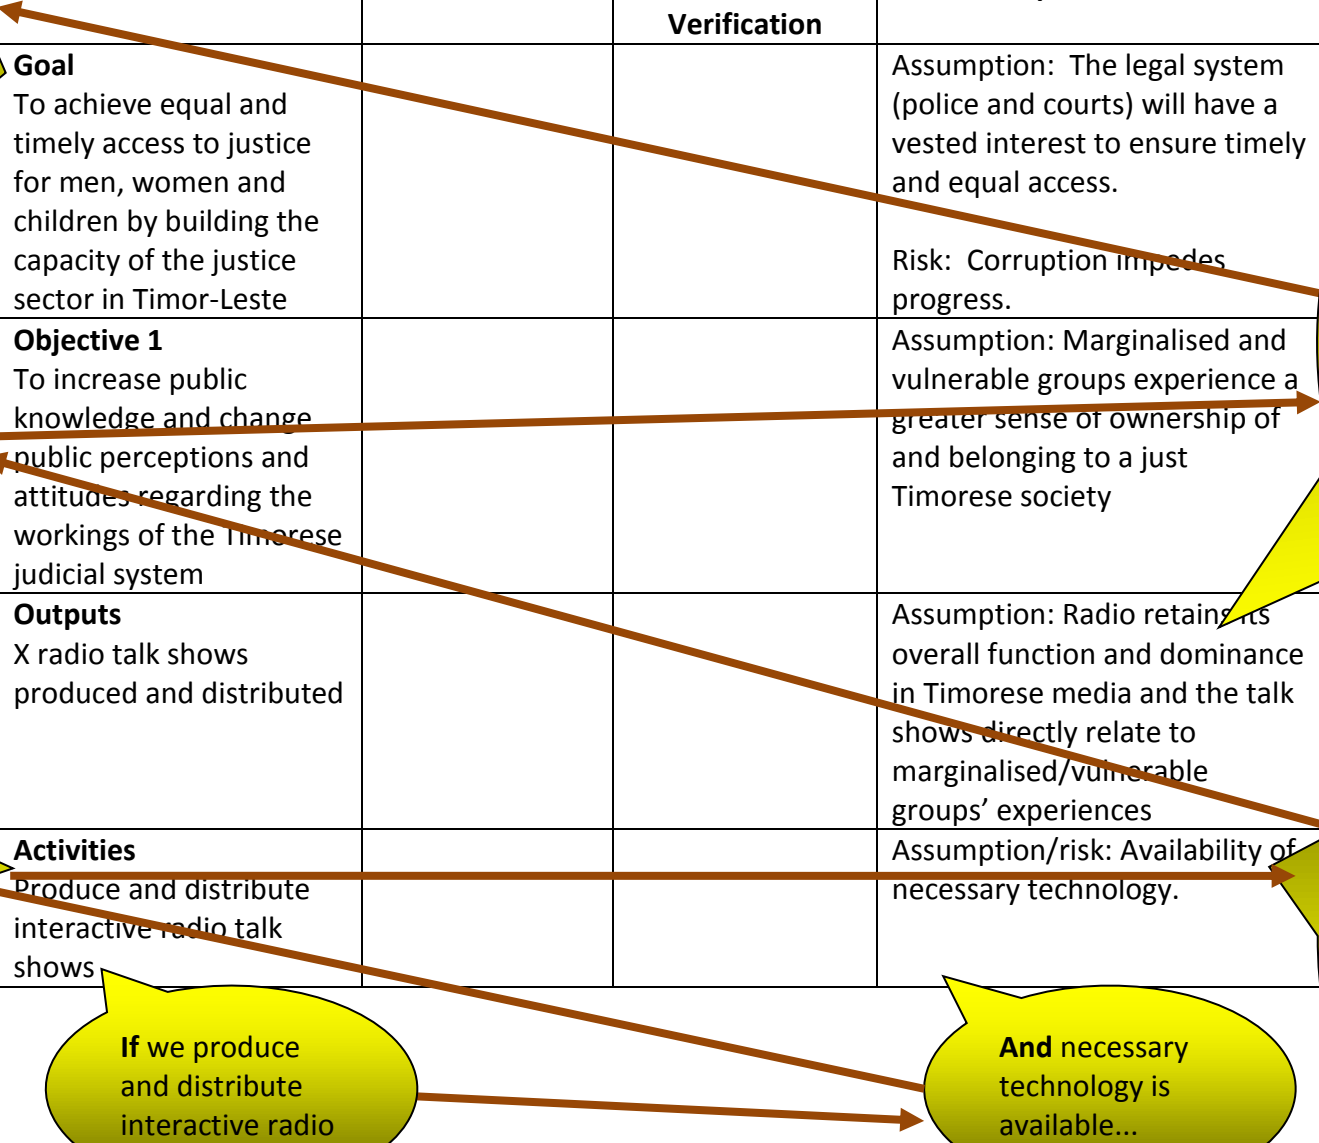 Verification
Goal
To achieve equal and
timely access to justice
for men, women and
children by building the
capacity of the justice
sector in Timor-Leste
Assumption:  The legal system
(police and courts) will have a
vested interest to ensure timely
and equal access.
Risk:  Corruption impedes
progress.
Objective 1
To increase public
knowledge and change
public perceptions and
attitudes regarding the
workings of the Timorese
judicial system
Assumption: Marginalised and
vulnerable groups experience a
greater sense of ownership of
and belonging to a just
Timorese society
Outputs
X radio talk shows
produced and distributed
Assumption: Radio retains its
overall function and dominance
in Timorese media and the talk
shows directly relate to
marginalised/vulnerable
groups’ experiences
Activities
Produce and distribute
interactive radio talk
shows
Assumption/risk: Availability of
necessary technology.
If we produce
and distribute
interactive radio
And necessary
technology is
available...